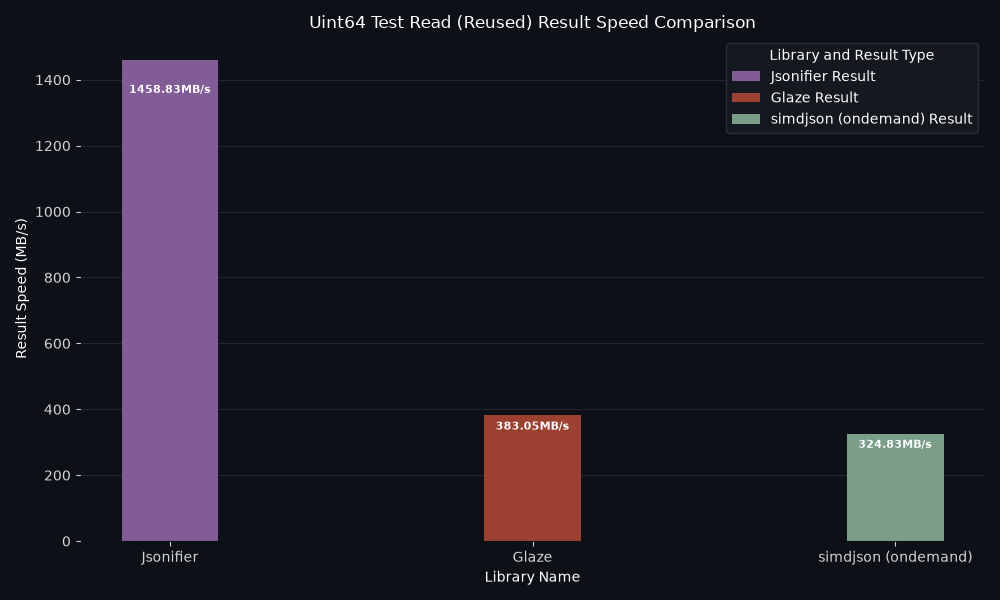 Uint64 Test Read (Reused) Result Speed Comparison
Library and Result Type
Jsonifier Result
Glaze Result
simdjson (ondemand) Result
Result Speed (MB/s)
1400
1200
1000
800
600
400
200
0
1458.83MB/s
383.05MB/s
324.83MB/s
Jsonifier
Glaze
simdjson (ondemand)
Library Name